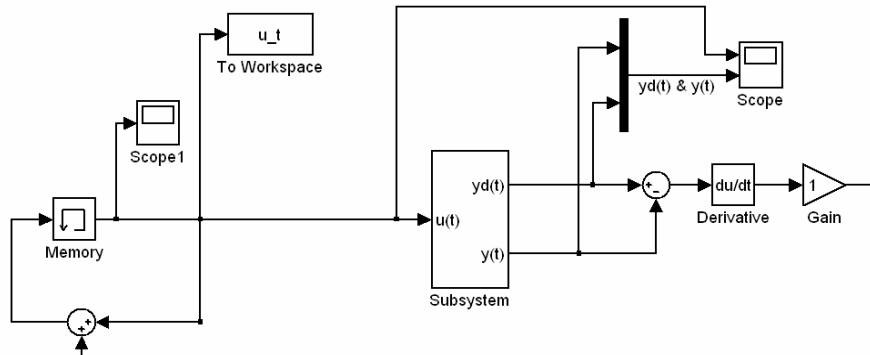 u_t
To Workspace
Scope1
yd(t) & y(t)
Scope
yd(t)
u(t)
y(t)
Subsystem
+
-
du/dt
Derivative
1
Gain
Memory
+
+